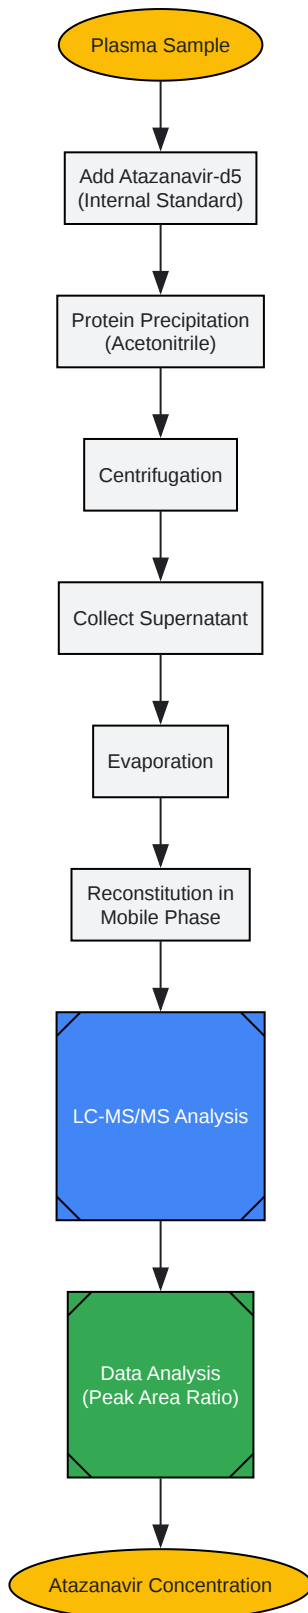 Plasma Sample
Add Atazanavir-d5
(Internal Standard)
Protein Precipitation
(Acetonitrile)
Centrifugation
Collect Supernatant
Evaporation
Reconstitution in
Mobile Phase
LC-MS/MS Analysis
Data Analysis
(Peak Area Ratio)
Atazanavir Concentration